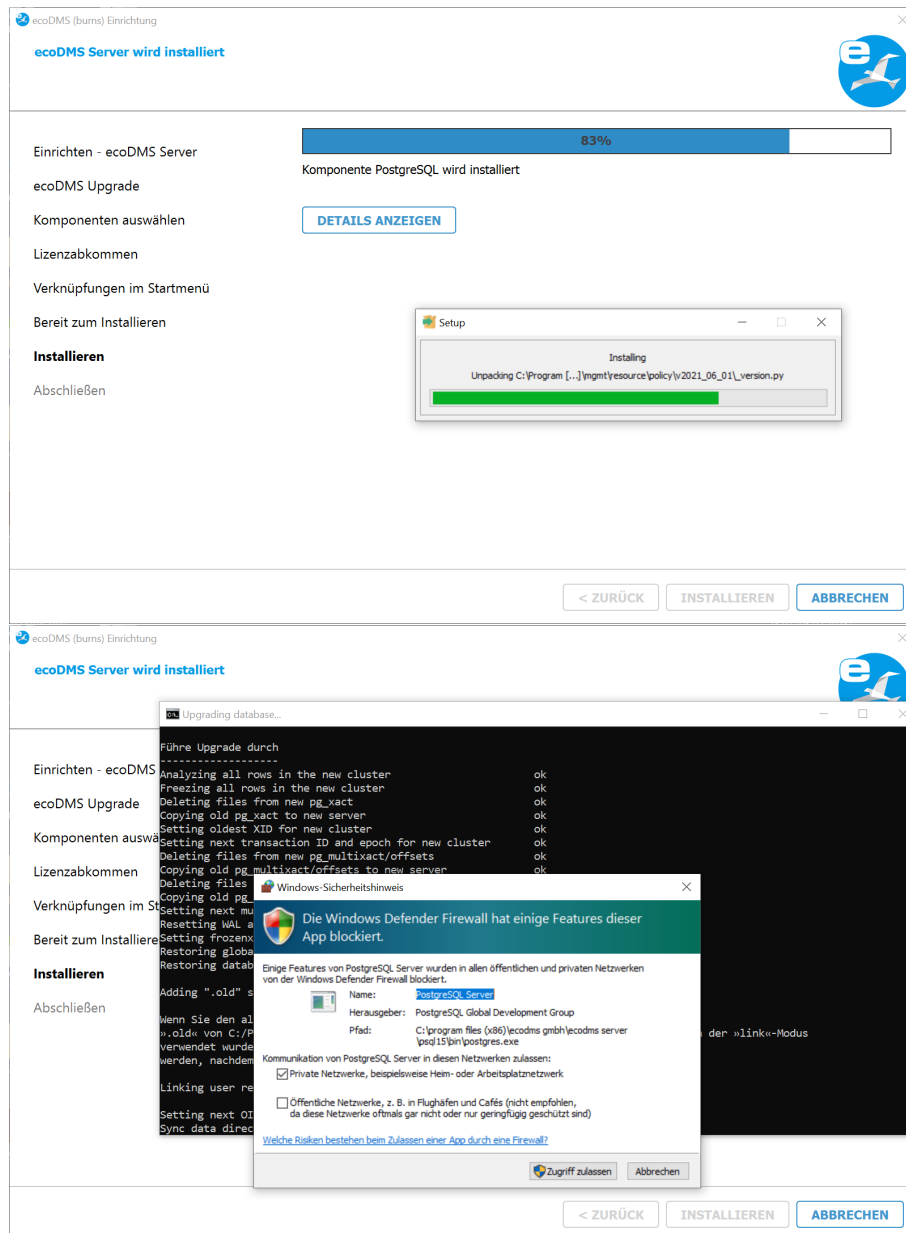 ecoDMS (burns) Einrichtung
ecoDMS Server wird installiert
e
Einrichten - ecoDMS Server
ecoDMS Upgrade
Komponenten auswählen
Lizenzabkommen
Verknüpfungen im Startmenü
Bereit zum Installieren
Installieren
Abschließen
83%
Komponente PostgreSQL wird installiert
DETAILS ANZEIGEN
Setup
Installing
Unpacking C:\Program [...]\mgmt\resource\policy\v2021_06_01\_version.py
< ZURÜCK
INSTALLIEREN
ABBRECHEN
ecoDMS (burns) Einrichtung
ecoDMS Server wird installiert
e
Einrichten - ecoDMS
ecoDMS Upgrade
Komponenten auswä
Lizenzabkommen
Verknüpfungen im St
Bereit zum Installiere
Installieren
Abschließen
Upgrading database...
Führe Upgrade durch
------------------
Analyzing all rows in the new cluster ok
Freezing all rows in the new cluster ok
Deleting files from new pg_xact ok
Copying old pg_xact to new server ok
Setting oldest XID for new cluster ok
Setting next transaction ID and epoch for new cluster ok
Deleting files from new pg_multixact/offsets ok
Copying old pg_multixact/offsets to new server ok
Deleting files
Copying old pg_
Setting next mu
Resetting WAL a
Setting frozenx
Restoring globa
Restoring datab
Adding ".old" s
Wenn Sie den al
».old« von C:/P der »link«-Modus
verwendet wurde
werden, nachdem
Linking user re
Setting next OI
Sync data direc
Windows-Sicherheitshinweis
Die Windows Defender Firewall hat einige Features dieser
App blockiert.
Einige Features von PostgreSQL Server wurden in allen öffentlichen und privaten Netzwerken
von der Windows Defender Firewall blockiert.
Name: PostgreSQL Server
Herausgeber: PostgreSQL Global Development Group
Pfad: C:\program files (x86)\ecodms gmbh\ecodms server
\psql15\bin\postgres.exe
Kommunikation von PostgreSQL Server in diesen Netzwerken zulassen:
Private Netzwerke, beispielsweise Heim- oder Arbeitsplatznetzwerk
Öffentliche Netzwerke, z. B. in Flughäfen und Cafés (nicht empfohlen,
da diese Netzwerke oftmals gar nicht oder nur geringfügig geschützt sind)
Welche Risiken bestehen beim Zulassen einer App durch eine Firewall?
Zugriff zulassen
Abbrechen
< ZURÜCK
INSTALLIEREN
ABBRECHEN